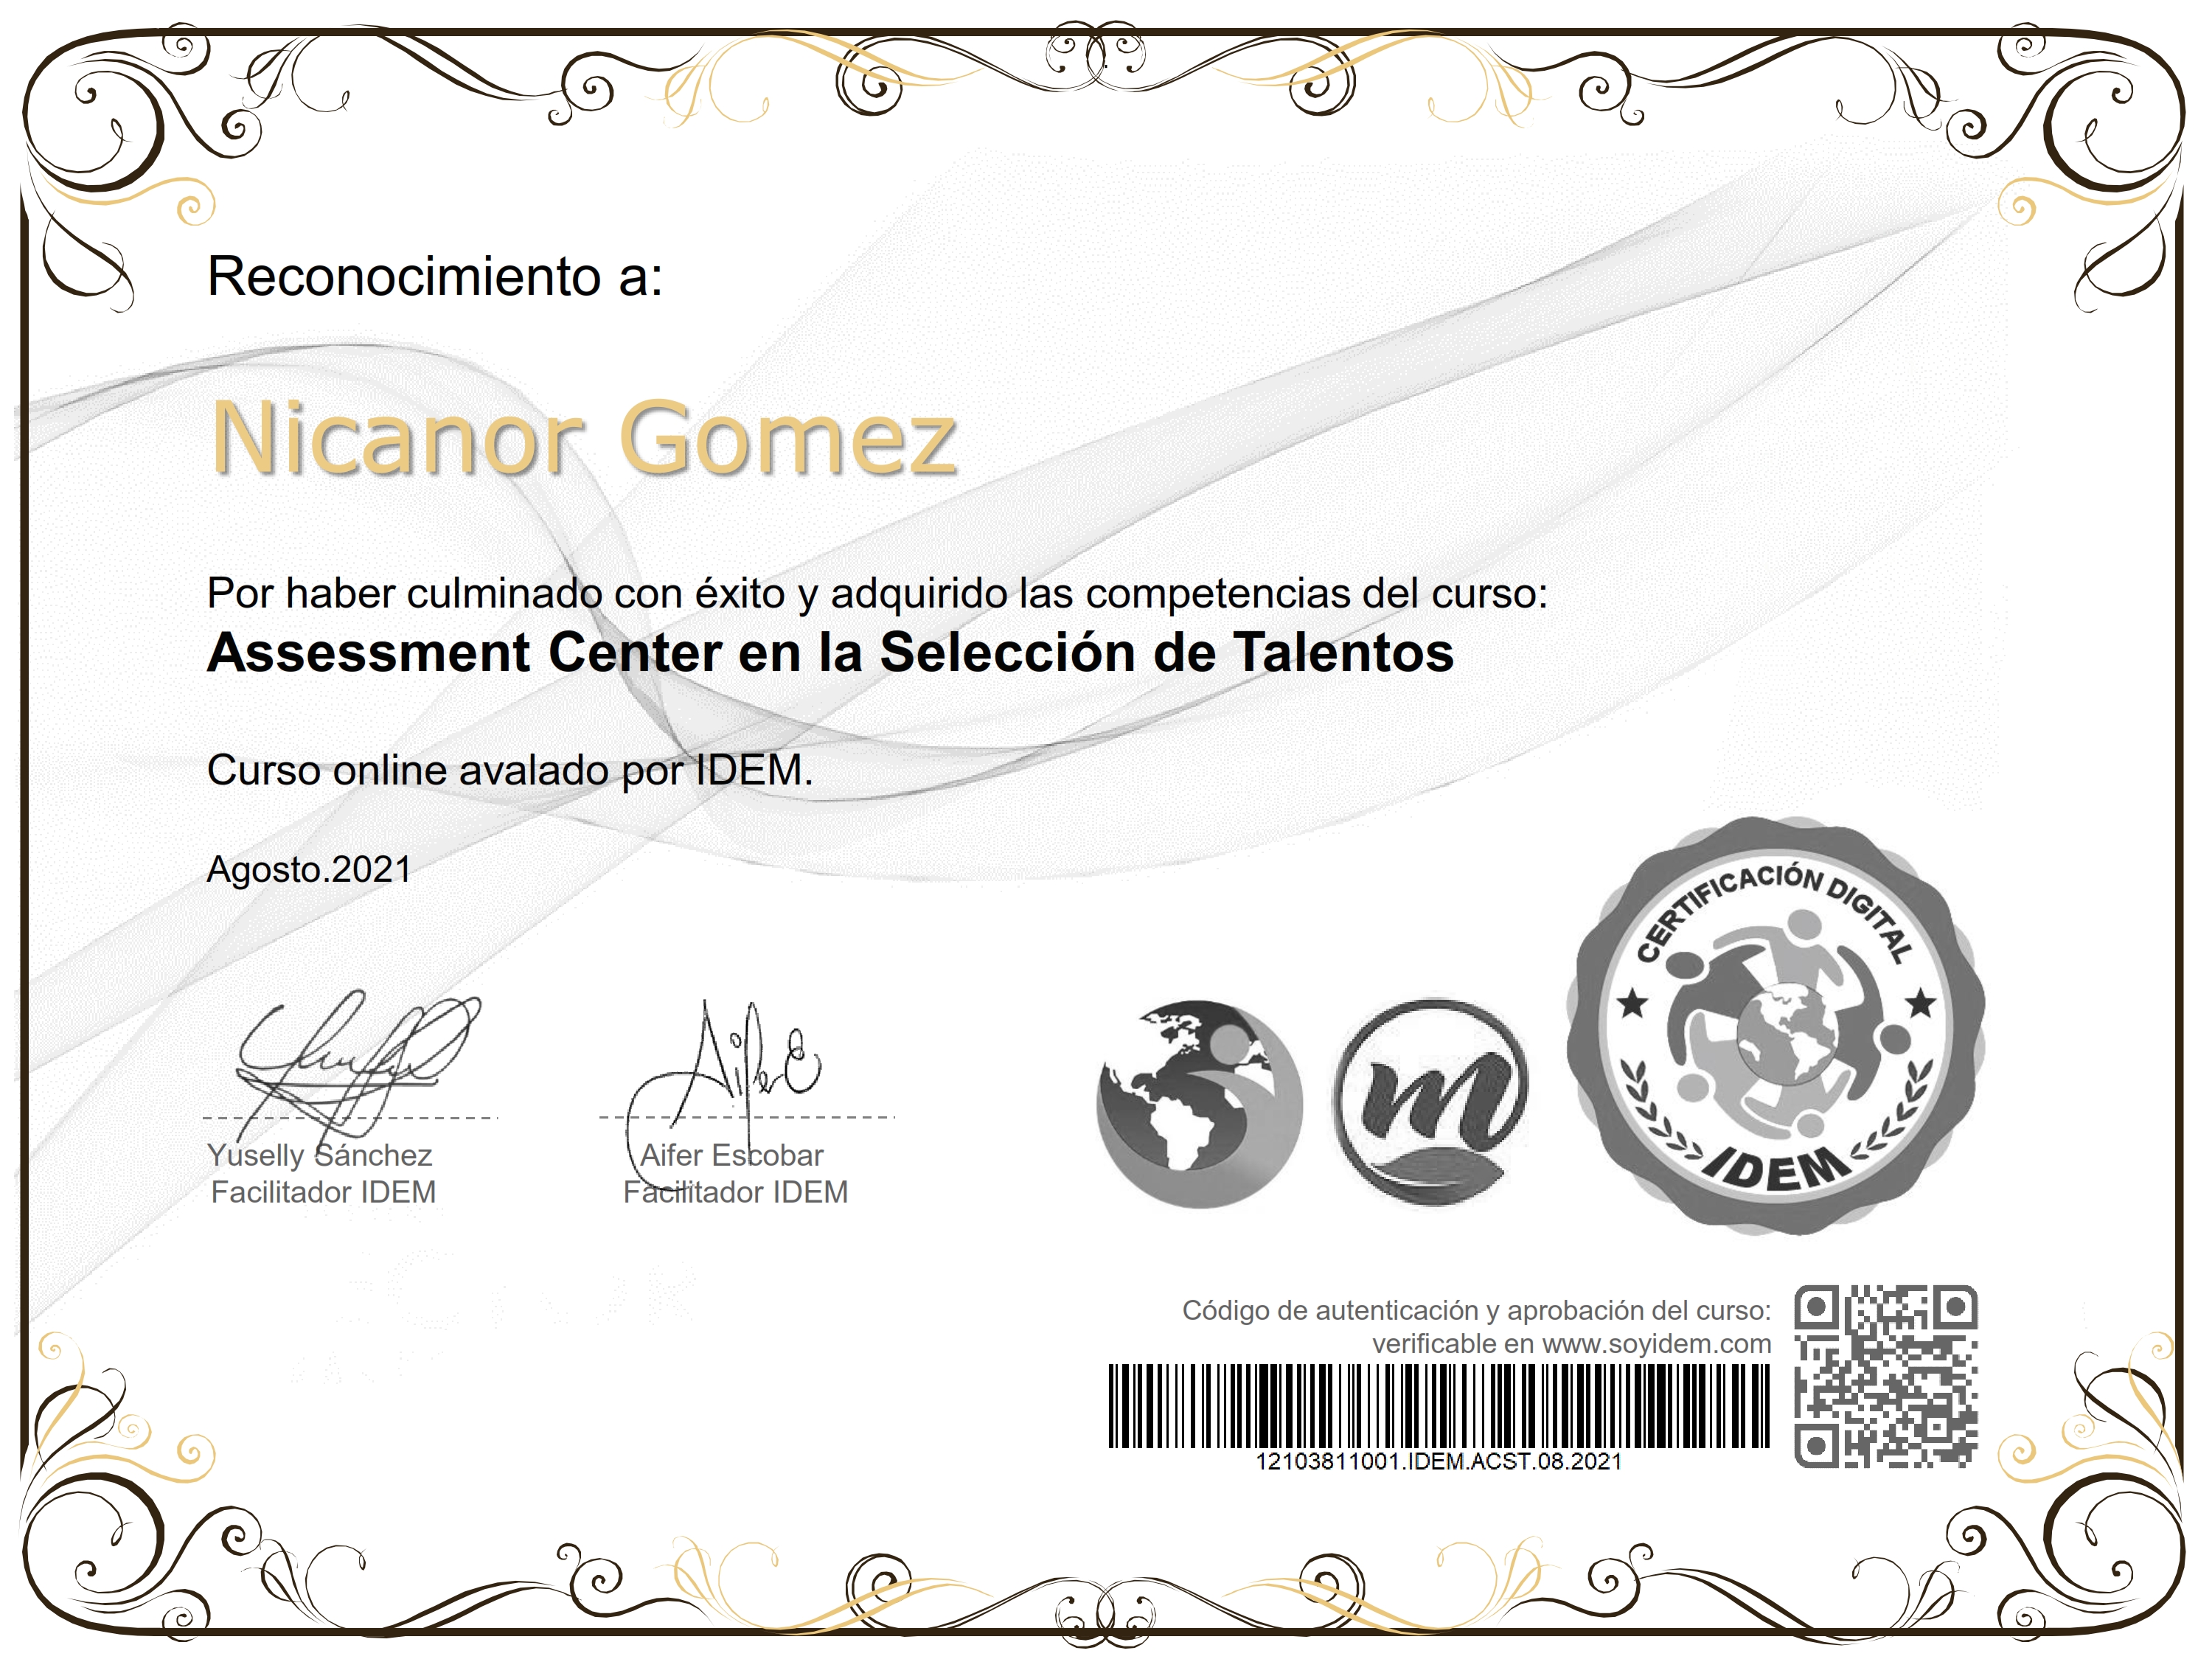 Reconocimiento a:
Nicanor Gomez
Por haber culminado con éxito y adquirido las competencias del curso:
Assessment Center en la Selección de Talentos
Curso online avalado por IDEM.
Agosto.2021
Yuselly Sánchez
Facilitador IDEM
Aifer Escobar
Facilitador IDEM
m
CERTIFICACIÓN DIGITAL
IDEM
Código de autenticación y aprobación del curso:
verificable en www.soyidem.com
12103811001.IDEM.ACST.08.2021